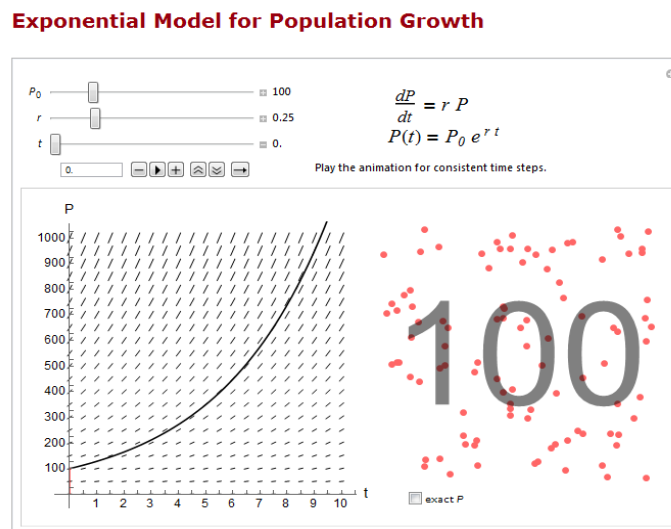 Exponential Model for Population Growth
P0 100
r 0.25
t 0.
0.
dP/dt = r P
P(t) = P0 e^r t
Play the animation for consistent time steps.
P
1000
900
800
700
600
500
400
300
200
100
1 2 3 4 5 6 7 8 9 10 t
100
exact P